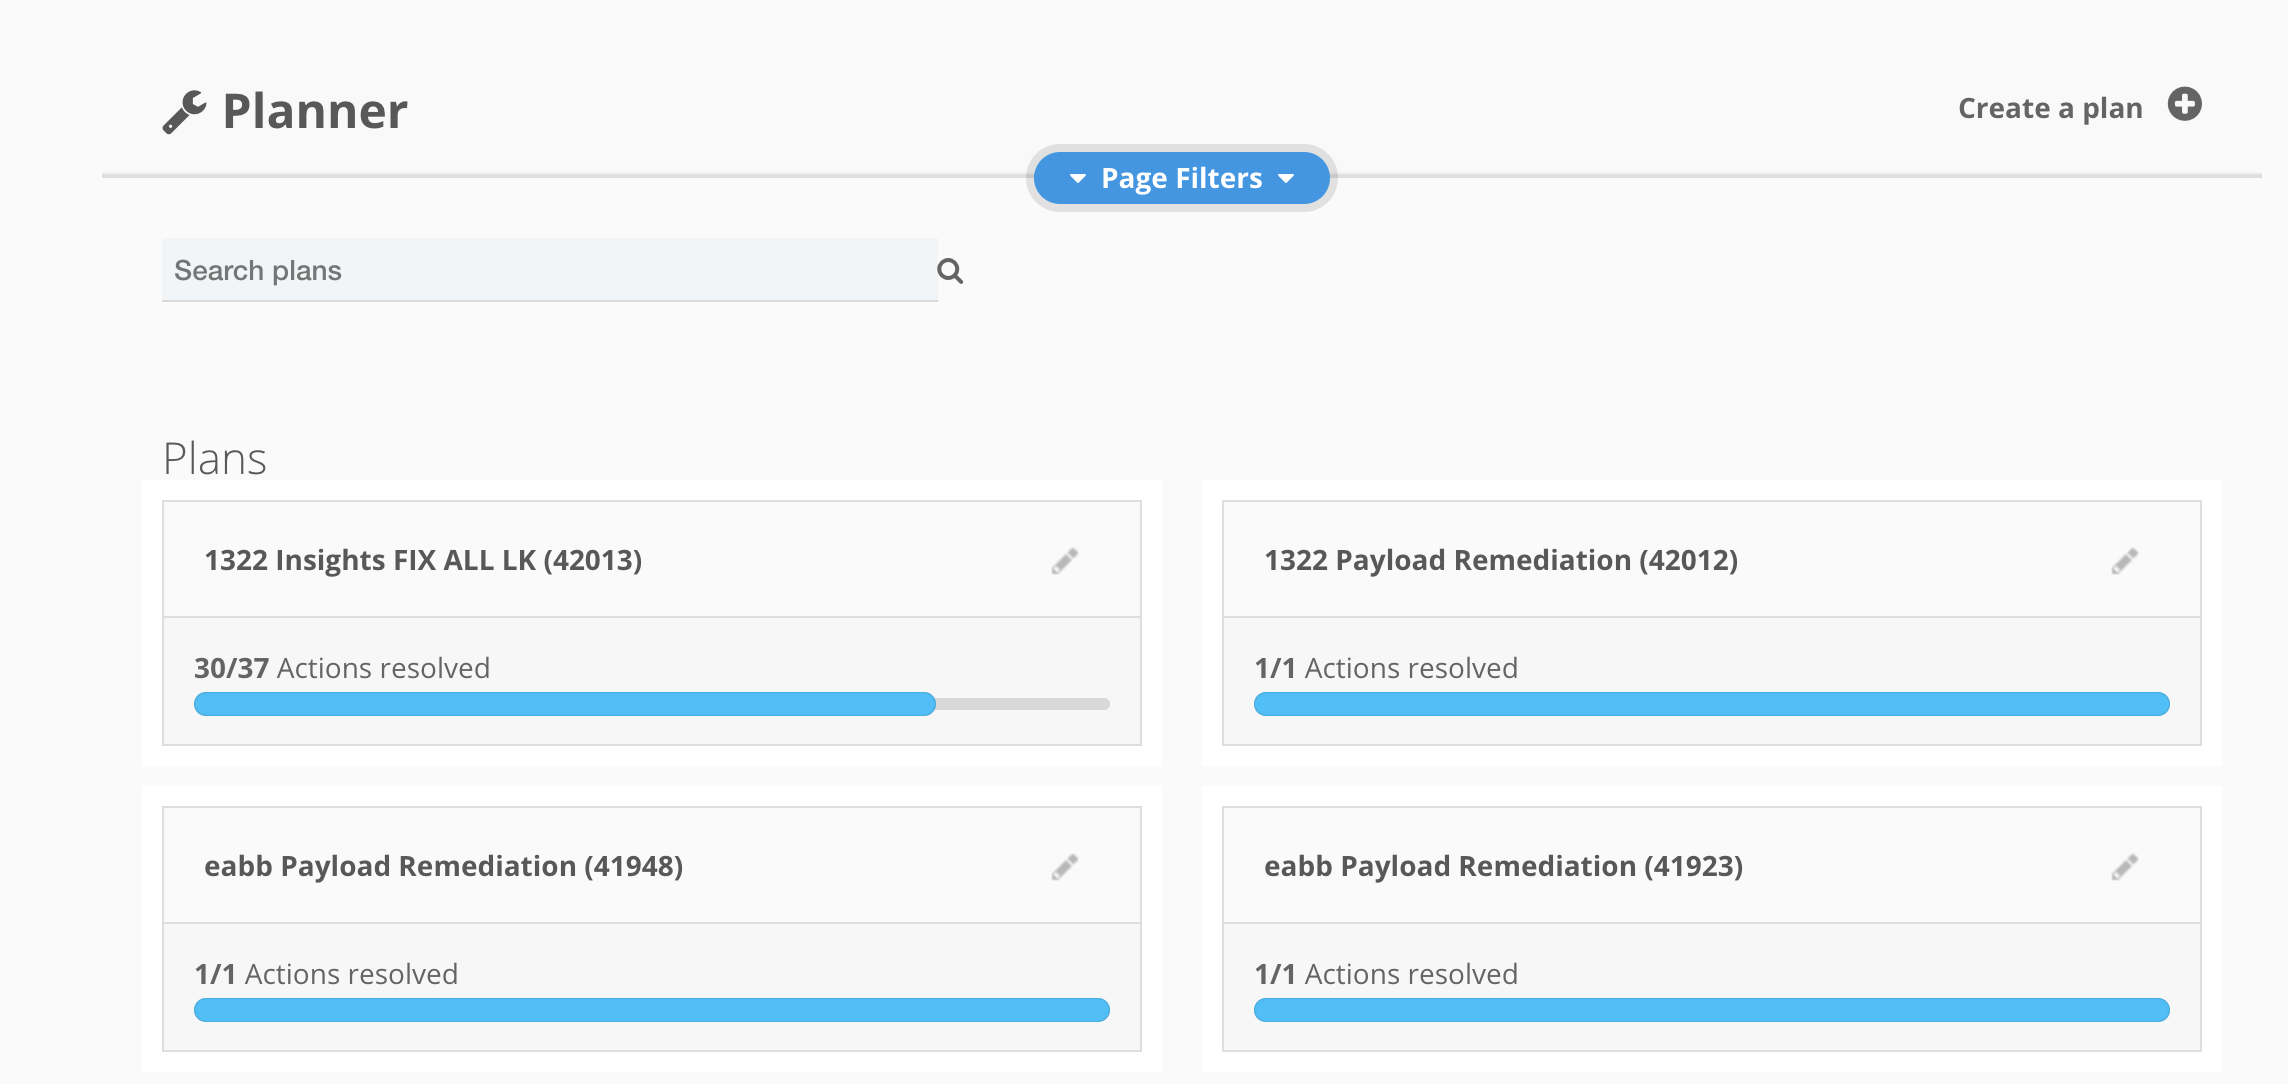 Planner
Create a plan
Page Filters
Search plans
Plans
1322 Insights FIX ALL LK (42013)
30/37 Actions resolved
1322 Payload Remediation (42012)
1/1 Actions resolved
eabb Payload Remediation (41948)
1/1 Actions resolved
eabb Payload Remediation (41923)
1/1 Actions resolved